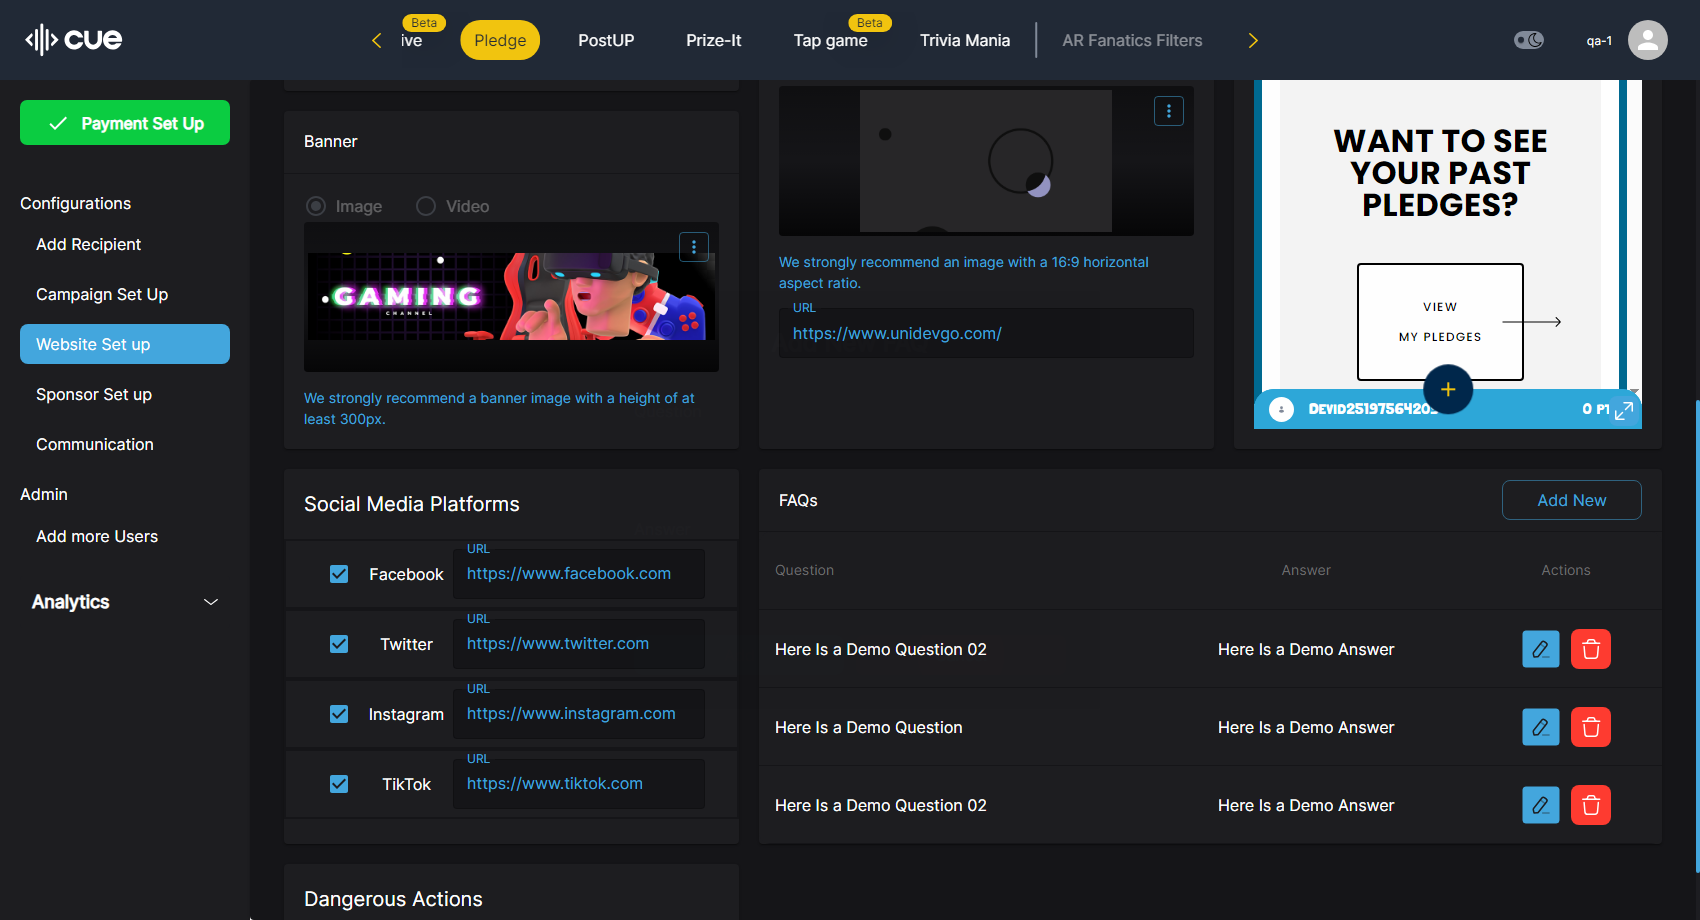 cue
ive
Beta
Pledge
PostUP
Prize-It
Tap game
Beta
Trivia Mania
AR Fanatics Filters
qa-1
Payment Set Up
Configurations
Add Recipient
Campaign Set Up
Website Set up
Sponsor Set up
Communication
Admin
Add more Users
Analytics
Banner
Image
Video
GAMING
CHANNEL
We strongly recommend a banner image with a height of at
least 300px.
We strongly recommend an image with a 16:9 horizontal
aspect ratio.
URL
https://www.unidevgo.com/
WANT TO SEE
YOUR PAST
PLEDGES?
VIEW
MY PLEDGES
0 PT
Social Media Platforms
Facebook
URL
https://www.facebook.com
Twitter
URL
https://www.twitter.com
Instagram
URL
https://www.instagram.com
TikTok
URL
https://www.tiktok.com
FAQs
Add New
Question
Answer
Actions
Here Is a Demo Question 02
Here Is a Demo Answer
Here Is a Demo Question
Here Is a Demo Answer
Here Is a Demo Question 02
Here Is a Demo Answer
Dangerous Actions